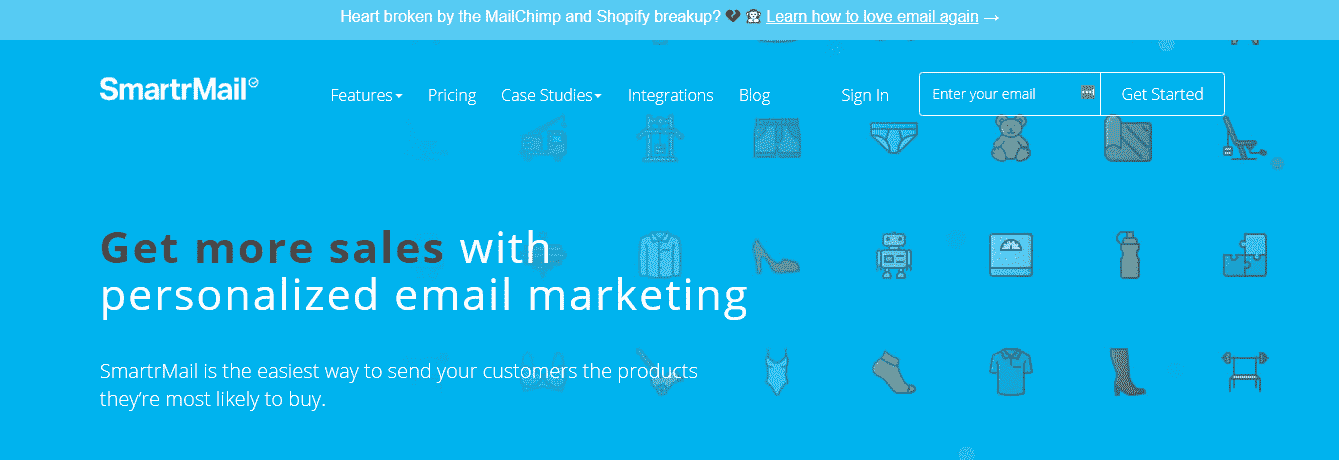 Heart broken by the MailChimp and Shopify breakup? 💔 🙊 Learn how to love email again →
SmartrMail
Features Pricing Case Studies Integrations Blog Sign In Enter your email Get Started
Get more sales with
personalized email marketing
SmartrMail is the easiest way to send your customers the products
they’re most likely to buy.